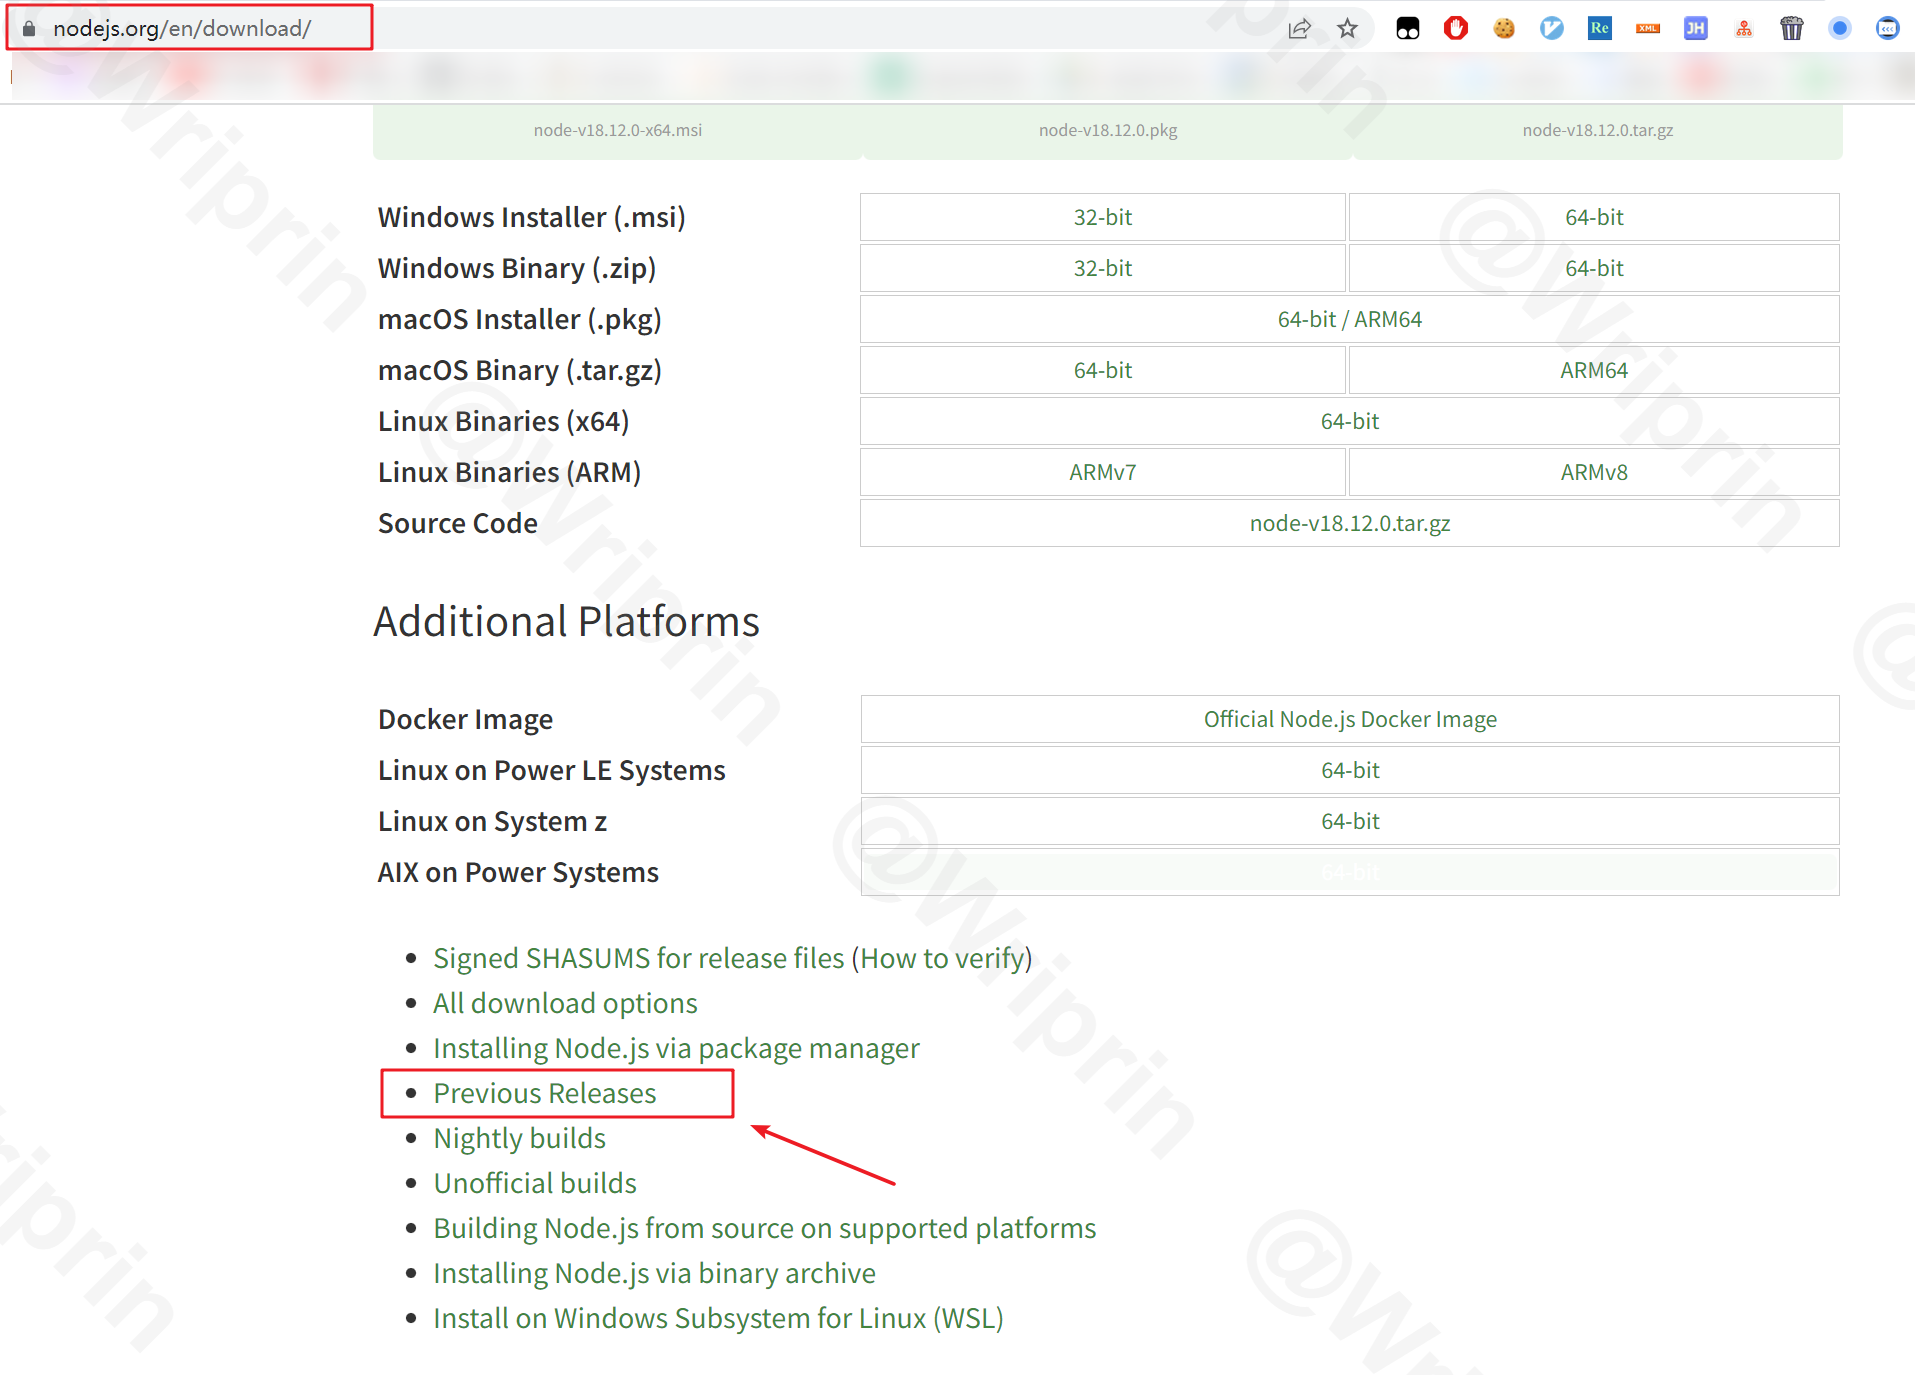 nodejs.org/en/download/
Re XML JH
node-v18.12.0-x64.msi node-v18.12.0.pkg node-v18.12.0.tar.gz
Windows Installer (.msi) 32-bit 64-bit
Windows Binary (.zip) 32-bit 64-bit
macOS Installer (.pkg) 64-bit / ARM64
macOS Binary (.tar.gz) 64-bit ARM64
Linux Binaries (x64) 64-bit
Linux Binaries (ARM) ARMv7 ARMv8
Source Code node-v18.12.0.tar.gz
Additional Platforms
Docker Image Official Node.js Docker Image
Linux on Power LE Systems 64-bit
Linux on System z 64-bit
AIX on Power Systems 64-bit
Signed SHASUMS for release files (How to verify)
All download options
Installing Node.js via package manager
Previous Releases
Nightly builds
Unofficial builds
Building Node.js from source on supported platforms
Installing Node.js via binary archive
Install on Windows Subsystem for Linux (WSL)
@Wriprin
@Wriprin
@Wriprin
@Wriprin